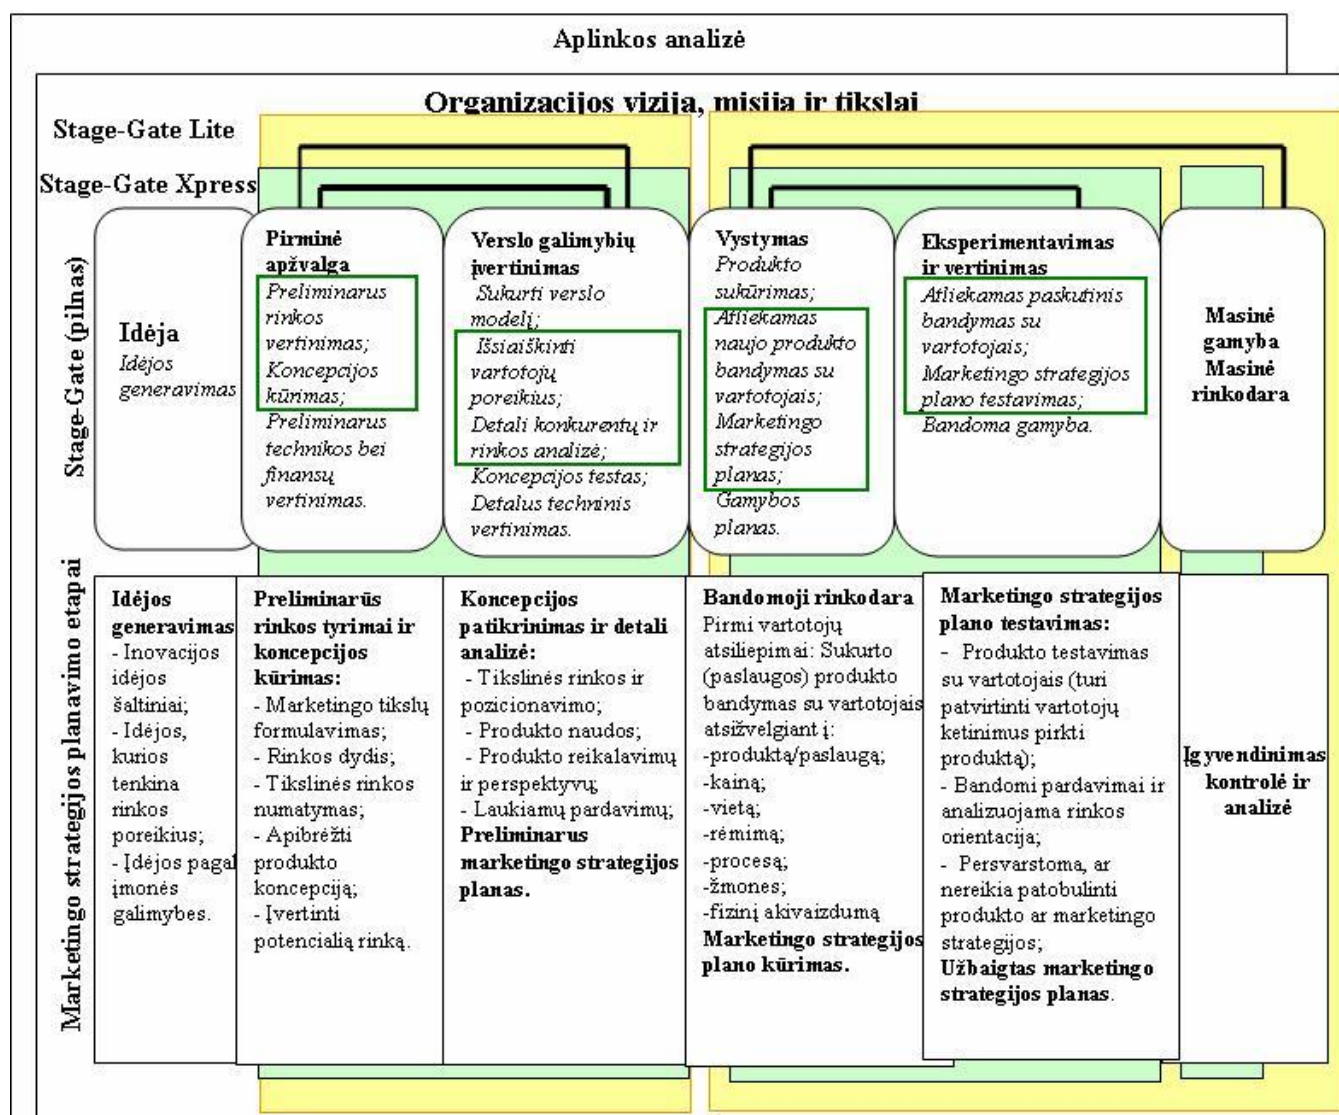 Aplinkos analizė
Organizacijos vizija, misija ir tikslai
Stage-Gate Lite
Stage-Gate Xpress
Stage-Gate (pilnas)
Idėja
Idėjos
generavimas
Pirminė
apžvalga
Preliminarus
rinkos
vertinimas;
Koncepcijos
kūrimas;
Preliminarus
technikos bei
finansų
vertinimas.
Verslo galimybių
įvertinimas
Sukurti verslo
modelį;
Išsiaiškinti
vartotojų
poreikius;
Detali konkurentų ir
rinkos analizė;
Koncepcijos testas;
Detalus techninis
vertinimas.
Vystymas
Produkto
sukūrimas;
Atliekamas
naujo produkto
bandymas su
vartotojais;
Marketingo
strategijos
planas;
Gamybos
planas.
Eksperimentavimas
ir vertinimas
Atliekamas paskutinis
bandymas su
vartotojais;
Marketingo strategijos
plano testavimas;
Bandoma gamyba.
Masinė
gamyba
Masinė
rinkodara
Marketingo strategijos planavimo etapai
Idėjos
generavimas
- Inovacijos
idėjos
šaltiniai;
- Idėjos,
kurios
tenkina
rinkos
poreikius;
- Įdėjos pagal
įmonės
galimybes.
Preliminarūs
rinkos tyrimai ir
koncepcijos
kūrimas:
- Marketingo tikslų
formulavimas;
- Rinkos dydis;
- Tikslinės rinkos
numatymas;
- Apibrėžti
produkto
koncepciją;
- Įvertinti
potencialią rinką.
Koncepcijos
patikrinimas ir detali
analizė:
- Tikslinės rinkos ir
pozicionavimo;
- Produkto naudos;
- Produkto reikalavimų
ir perspektyvų;
- Laukiamų pardavimų;
Preliminarus
marketingo strategijos
planas.
Bandomoji rinkodara
Pirmi vartotojų
atsiliepimai: Sukurto
(paslaugos) produkto
bandymas su vartotojais
atsižvelgiant į:
-produktą/paslaugą;
-kainą;
-vietą;
-rėmimą;
-procesą;
-žmones;
-fizinį akivaizdumą
Marketingo strategijos
plano kūrimas.
Marketingo strategijos
plano testavimas:
- Produkto testavimas
su vartotojais (turi
patvirtinti vartotojų
ketinimus pirkti
produktą);
- Bandomi pardavimai ir
analizuojama rinkos
orientacija;
- Persvarstoma, ar
nereikia patobulinti
produkto ar marketingo
strategijos;
Užbaigtas marketingo
strategijos planas.
Įgyvendinimas
kontrolė ir
analizė